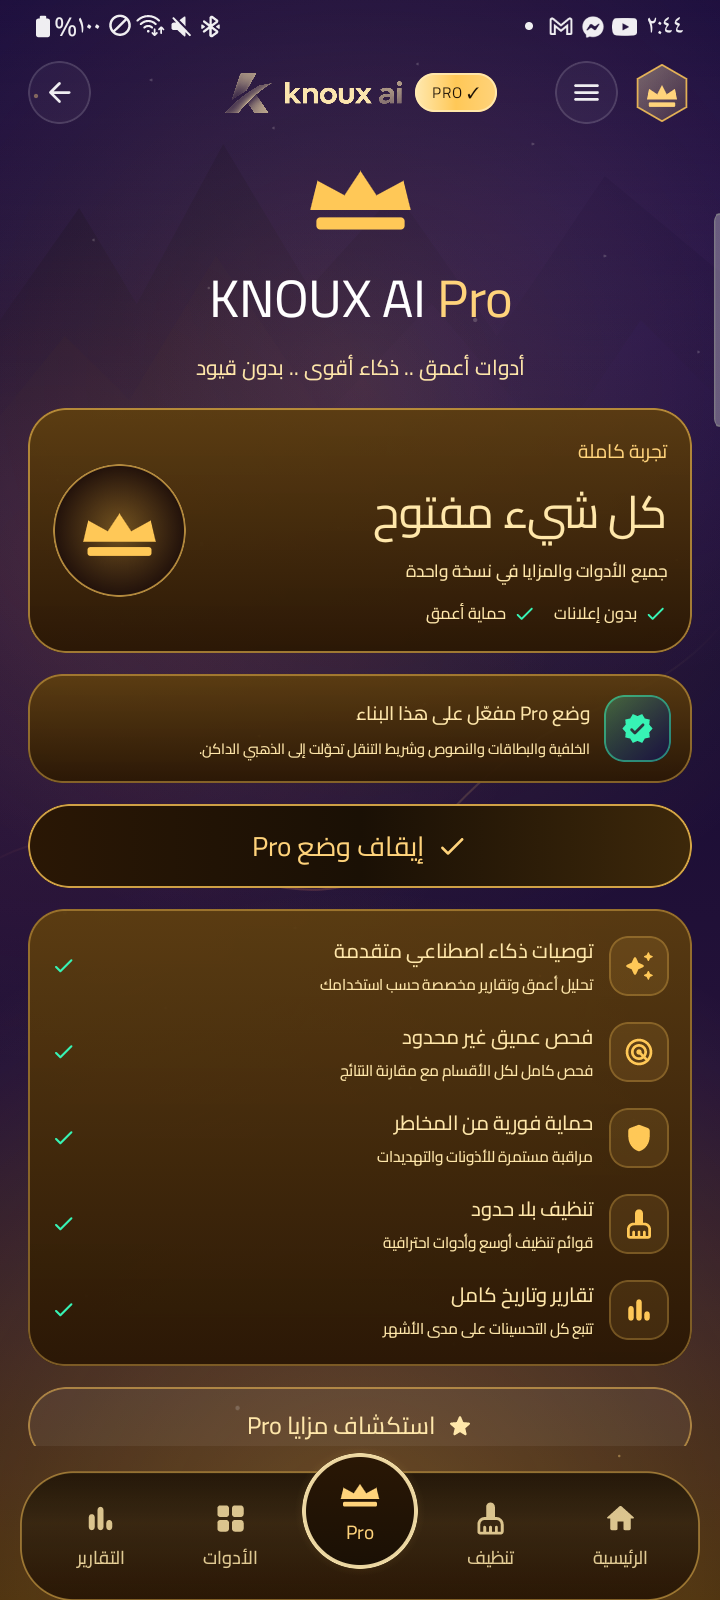 %١٠٠
٢:٤٤
knoux ai
PRO ✓
KNOUX AI Pro
أدوات أعمق .. ذكاء أقوى .. بدون قيود
تجربة كاملة
كل شيء مفتوح
جميع الأدوات والمزايا في نسخة واحدة
بدون إعلانات
حماية أعمق
وضع Pro مفعّل على هذا البناء
الخلفية والبطاقات والنصوص وشريط التنقل تحوّلت إلى الذهبي الداكن.
إيقاف وضع Pro
توصيات ذكاء اصطناعي متقدمة
تحليل أعمق وتقارير مخصصة حسب استخدامك
فحص عميق غير محدود
فحص كامل لكل الأقسام مع مقارنة النتائج
حماية فورية من المخاطر
مراقبة مستمرة للأذونات والتهديدات
تنظيف بلا حدود
قوائم تنظيف أوسع وأدوات احترافية
تقارير وتاريخ كامل
تتبع كل التحسينات على مدى الأشهر
استكشاف مزايا Pro
الرئيسية
تنظيف
Pro
الأدوات
التقارير